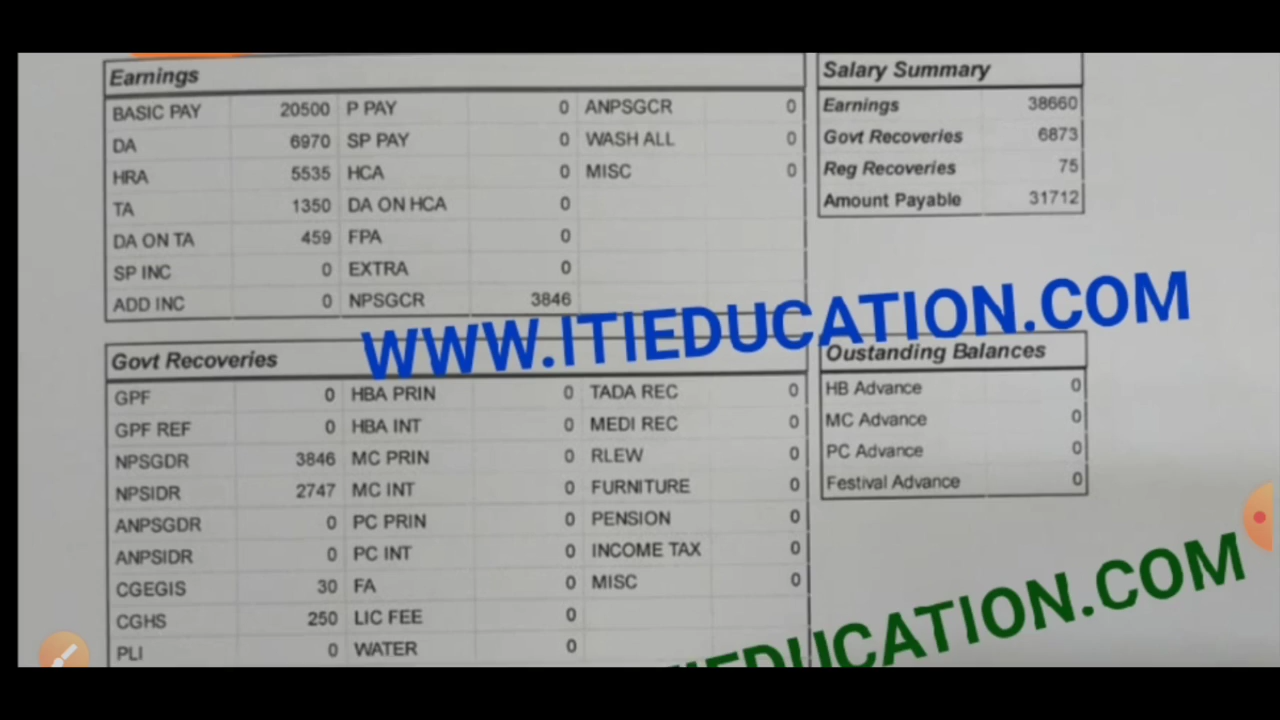 Earnings
BASIC PAY 20500 P PAY 0 ANPSGCR 0
DA 6970 SP PAY 0 WASH ALL 0
HRA 5535 HCA 0 MISC 0
TA 1350 DA ON HCA 0
DA ON TA 459 FPA 0
SP INC 0 EXTRA 0
ADD INC 0 NPSGCR 3846
Salary Summary
Earnings 38660
Govt Recoveries 6873
Reg Recoveries 75
Amount Payable 31712
WWW.ITIEDUCATION.COM
Govt Recoveries
GPF 0 HBA PRIN 0 TADA REC 0
GPF REF 0 HBA INT 0 MEDI REC 0
NPSGDR 3846 MC PRIN 0 RLEW 0
NPSIDR 2747 MC INT 0 FURNITURE 0
ANPSGDR 0 PC PRIN 0 PENSION 0
ANPSIDR 0 PC INT 0 INCOME TAX 0
CGEGIS 30 FA 0 MISC 0
CGHS 250 LIC FEE 0
PLI 0 WATER 0
Oustanding Balances
HB Advance 0
MC Advance 0
PC Advance 0
Festival Advance 0
TIEDUCATION.COM